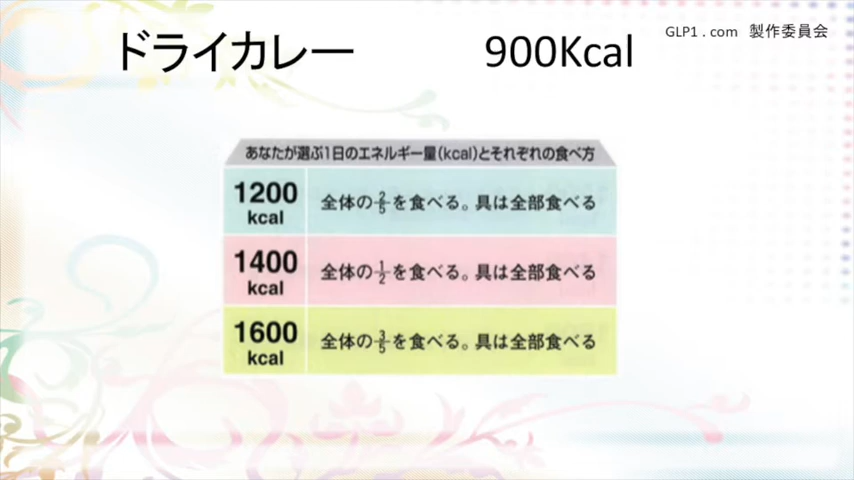 GLP1 . com 製作委員会
ドライカレー 900Kcal
あなたが選ぶ1日のエネルギー量(kcal)とそれぞれの食べ方
1200 kcal 全体の2/5を食べる。具は全部食べる
1400 kcal 全体の1/2を食べる。具は全部食べる
1600 kcal 全体の3/5を食べる。具は全部食べる